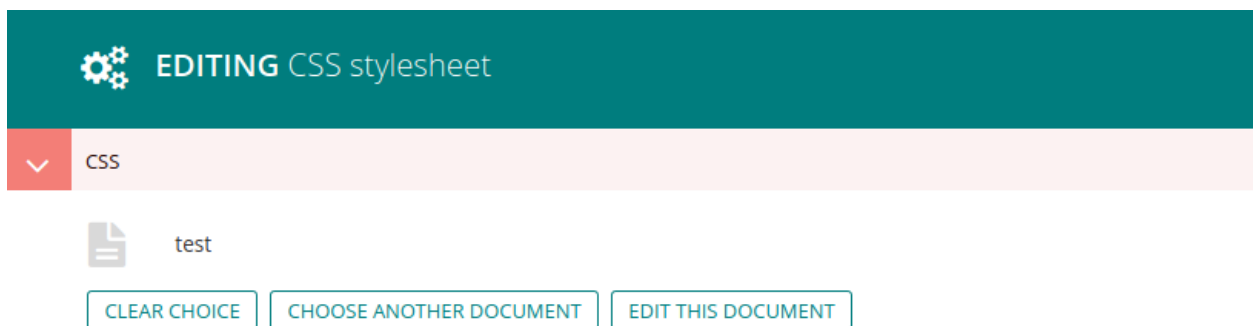 EDITING CSS stylesheet
CSS
test
CLEAR CHOICE CHOOSE ANOTHER DOCUMENT EDIT THIS DOCUMENT